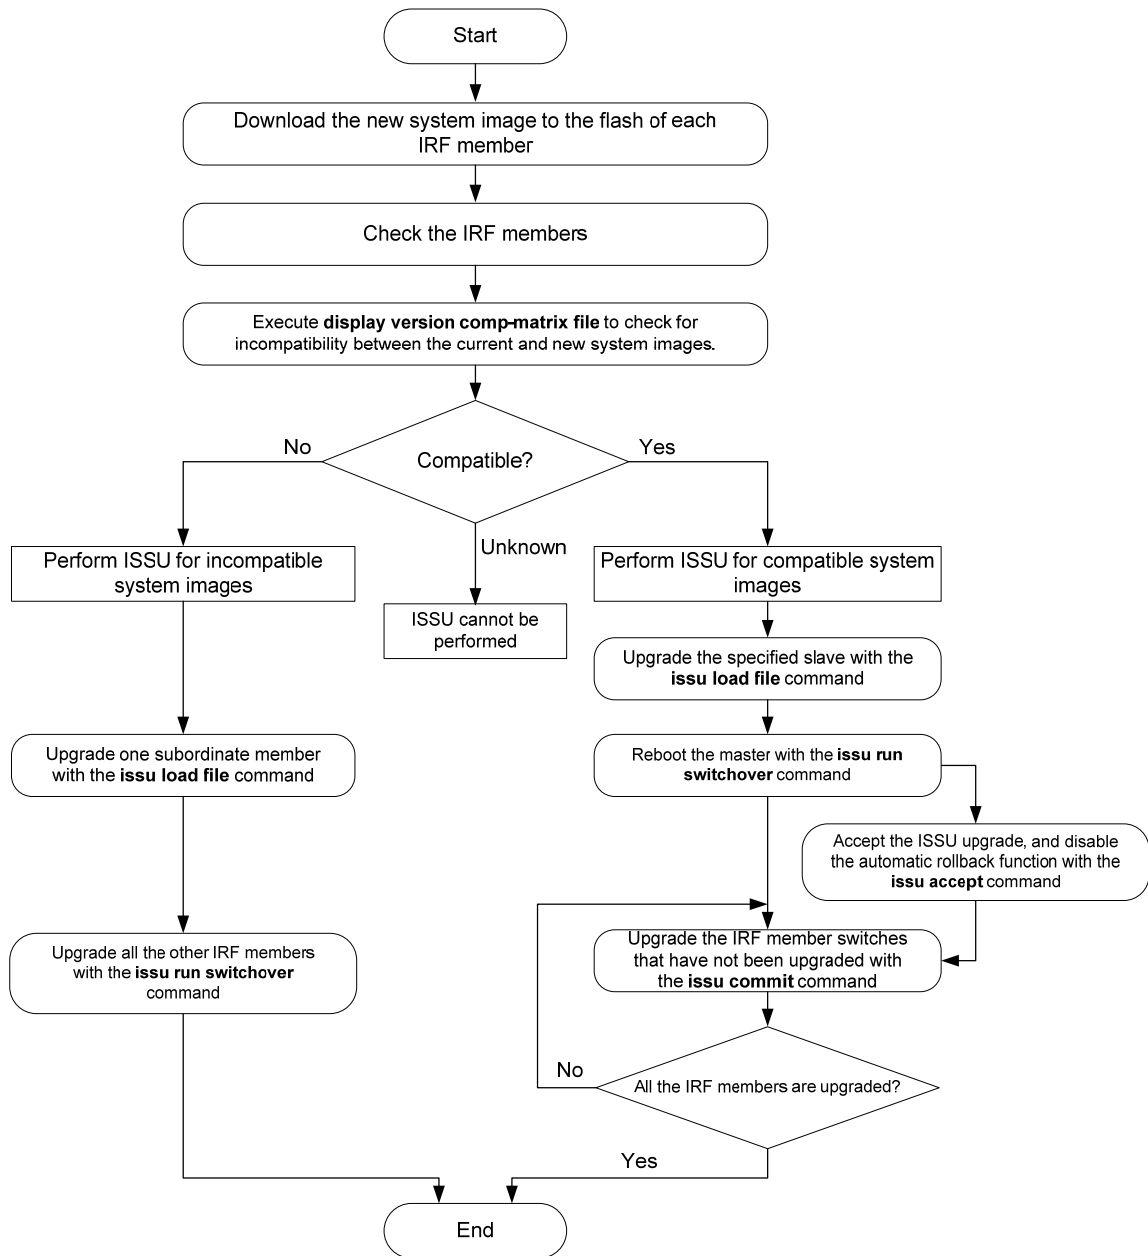 Start
Download the new system image to the flash of each
IRF member
Check the IRF members
Execute display version comp-matrix file to check for
incompatibility between the current and new system images.
No
Compatible?
Yes
Unknown
Perform ISSU for incompatible
system images
ISSU cannot be
performed
Perform ISSU for compatible system
images
Upgrade the specified slave with the
issu load file command
Upgrade one subordinate member
with the issu load file command
Reboot the master with the issu run
switchover command
Accept the ISSU upgrade, and disable
the automatic rollback function with the
issu accept command
Upgrade all the other IRF members
with the issu run switchover
command
Upgrade the IRF member switches
that have not been upgraded with
the issu commit command
No
All the IRF members are upgraded?
Yes
End